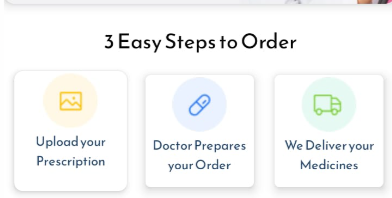 3 Easy Steps to Order
Upload your
Prescription
Doctor Prepares
your Order
We Deliver your
Medicines